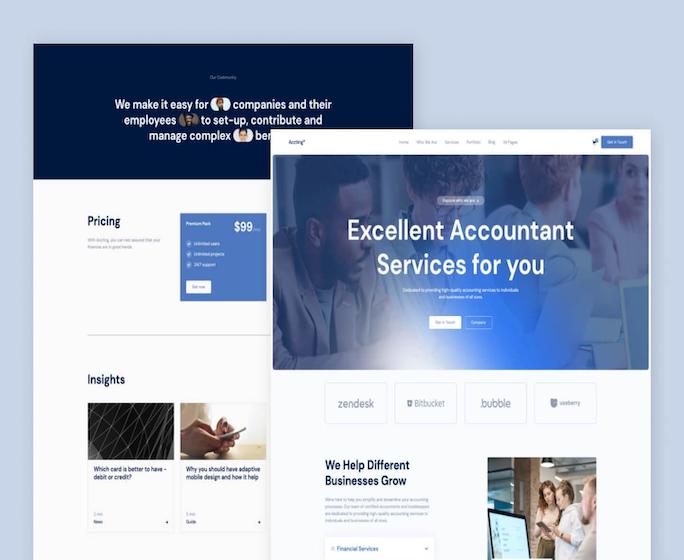 Our Community
We make it easy for companies and their
employees to set-up, contribute and
manage complex ber
Pricing
With Acciing, you can rest assured that your
finances are in good hands.
Premium Pack
$99/mo
Unlimited users
Unlimited projects
24/7 support
Get now
Insights
Which card is better to have -
debit or credit?
5 min
News
Why you should have adaptive
mobile design and how it help
5 min
Guide
Home Who We Are Services Portfolio Blog All Pages
Get in Touch
Explore who we are
Excellent Accountant
Services for you
Dedicated to providing high-quality accounting services to individuals
and businesses of all sizes.
Get in Touch
Company
zendesk
Bitbucket
.bubble
We Help Different
Businesses Grow
We're here to help you simplify and streamline your accounting
processes. Our team of certified accountants and bookkeepers
are dedicated to providing high-quality accounting services to
individuals and businesses of all sizes.
Financial Services